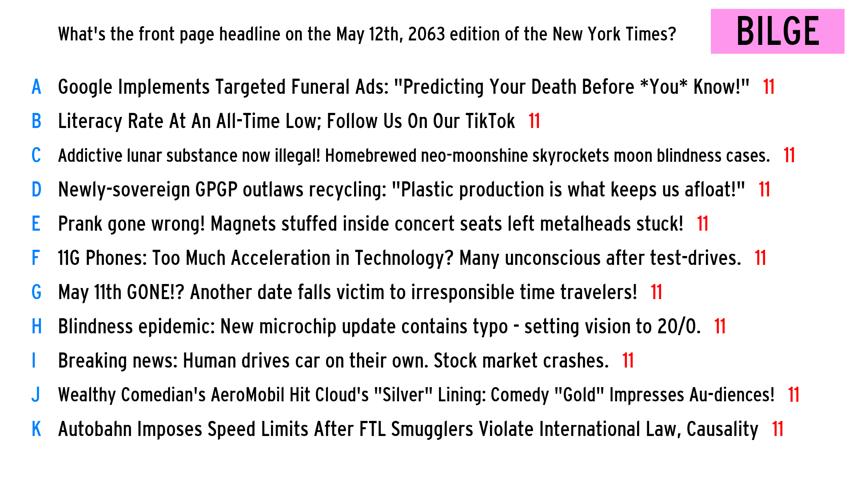 What's the front page headline on the May 12th, 2063 edition of the New York Times? BILGE
A Google Implements Targeted Funeral Ads: "Predicting Your Death Before *You* Know!" 11
B Literacy Rate At An All-Time Low; Follow Us On Our TikTok 11
C Addictive lunar substance now illegal! Homebrewed neo-moonshine skyrockets moon blindness cases. 11
D Newly-sovereign GPGP outlaws recycling: "Plastic production is what keeps us afloat!" 11
E Prank gone wrong! Magnets stuffed inside concert seats left metalheads stuck! 11
F 11G Phones: Too Much Acceleration in Technology? Many unconscious after test-drives. 11
G May 11th GONE!? Another date falls victim to irresponsible time travelers! 11
H Blindness epidemic: New microchip update contains typo - setting vision to 20/0. 11
I Breaking news: Human drives car on their own. Stock market crashes. 11
J Wealthy Comedian's AeroMobil Hit Cloud's "Silver" Lining: Comedy "Gold" Impresses Au-diences! 11
K Autobahn Imposes Speed Limits After FTL Smugglers Violate International Law, Causality 11